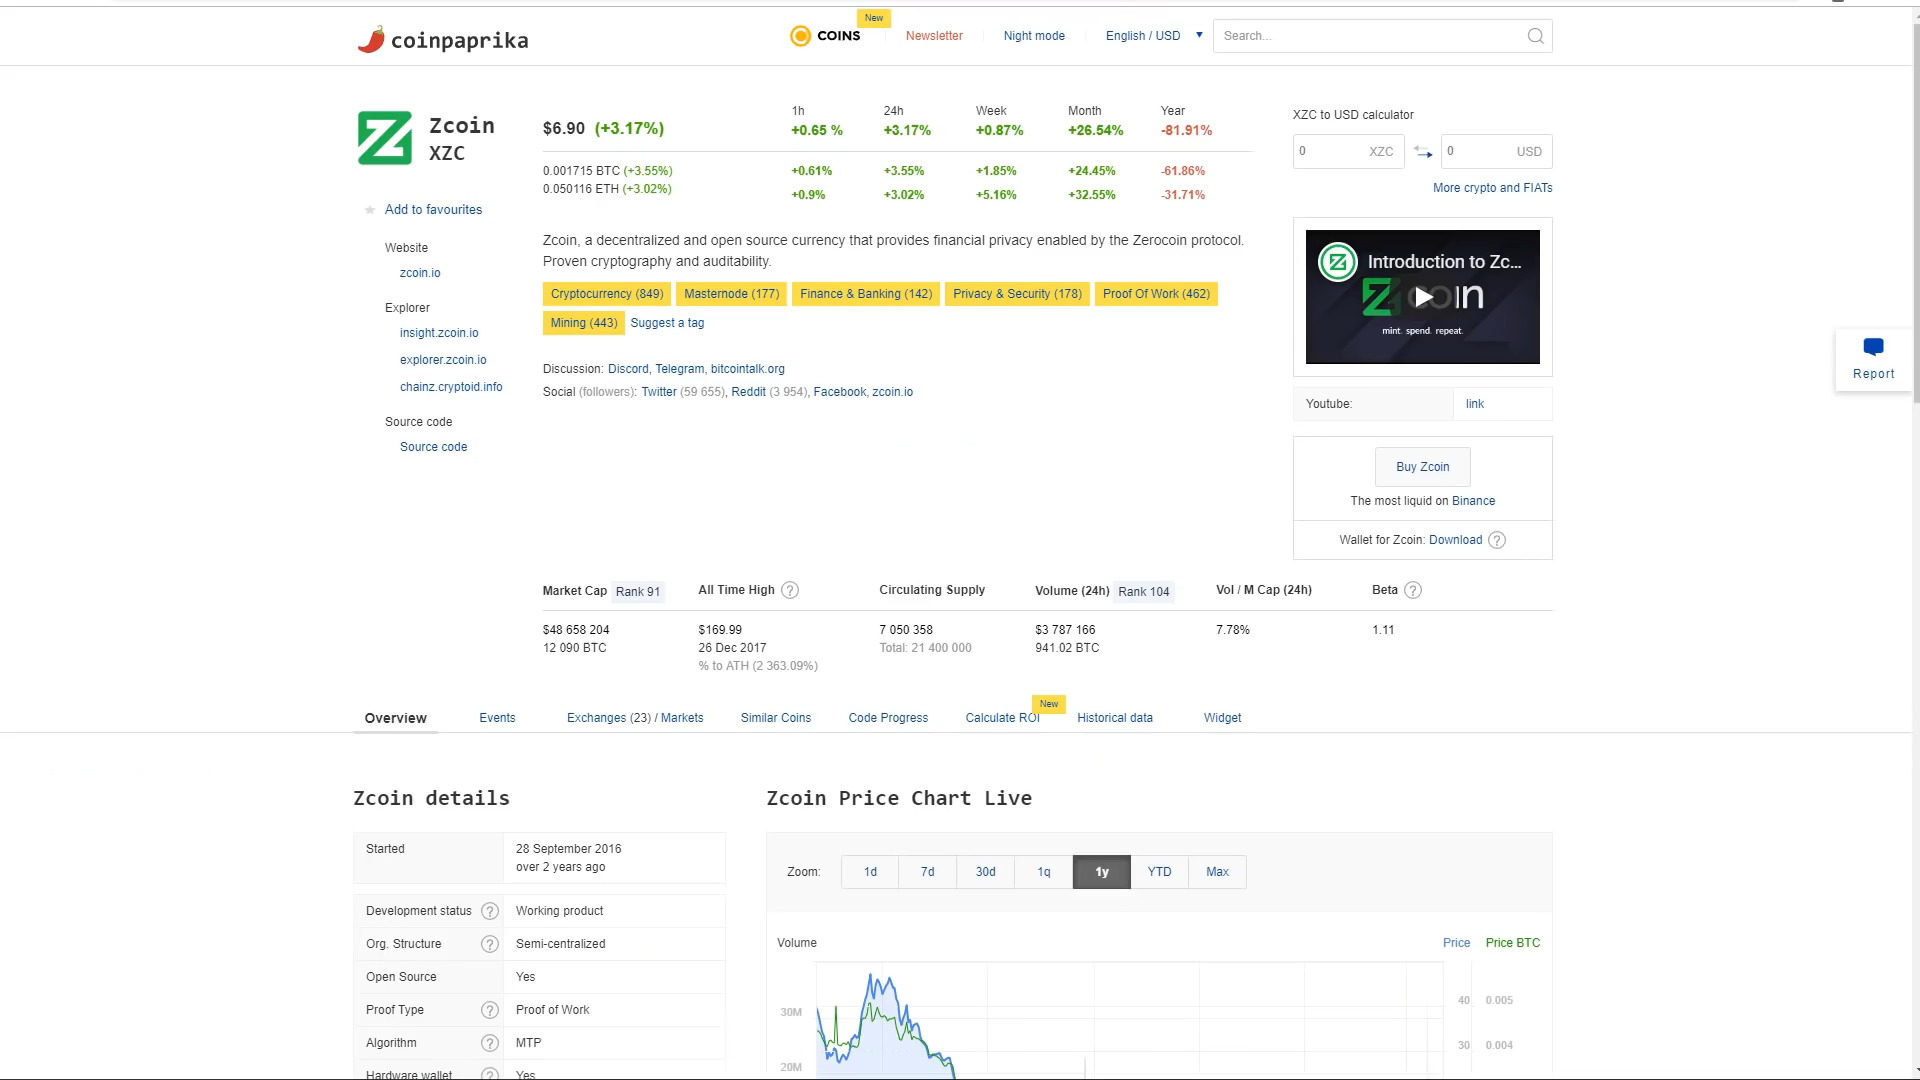 New
coinpaprika
COINS
Newsletter
Night mode
English / USD
Search...
Zcoin
XZC
$6.90 (+3.17%)
1h 24h Week Month Year
+0.65 % +3.17% +0.87% +26.54% -81.91%
0.001715 BTC (+3.55%) +0.61% +3.55% +1.85% +24.45% -61.86%
0.050116 ETH (+3.02%) +0.9% +3.02% +5.16% +32.55% -31.71%
XZC to USD calculator
0 XZC 0 USD
More crypto and FIATs
Add to favourites
Website
zcoin.io
Explorer
insight.zcoin.io
explorer.zcoin.io
chainz.cryptoid.info
Source code
Source code
Zcoin, a decentralized and open source currency that provides financial privacy enabled by the Zerocoin protocol.
Proven cryptography and auditability.
Cryptocurrency (849) Masternode (177) Finance & Banking (142) Privacy & Security (178) Proof Of Work (462)
Mining (443) Suggest a tag
Discussion: Discord, Telegram, bitcointalk.org
Social (followers): Twitter (59 655), Reddit (3 954), Facebook, zcoin.io
Introduction to Zc...
mint. spend. repeat.
Youtube: link
Buy Zcoin
The most liquid on Binance
Wallet for Zcoin: Download ?
Report
Market Cap Rank 91 All Time High ? Circulating Supply Volume (24h) Rank 104 Vol / M Cap (24h) Beta ?
$48 658 204 $169.99 7 050 358 $3 787 166 7.78% 1.11
12 090 BTC 26 Dec 2017 Total: 21 400 000 941.02 BTC
% to ATH (2 363.09%)
New
Overview Events Exchanges (23) / Markets Similar Coins Code Progress Calculate ROI Historical data Widget
Zcoin details
Started 28 September 2016
over 2 years ago
Development status ? Working product
Org. Structure ? Semi-centralized
Open Source Yes
Proof Type ? Proof of Work
Algorithm ? MTP
Hardware wallet ? Yes
Zcoin Price Chart Live
Zoom: 1d 7d 30d 1q 1y YTD Max
Volume Price Price BTC
30M 40 0.005
20M 30 0.004